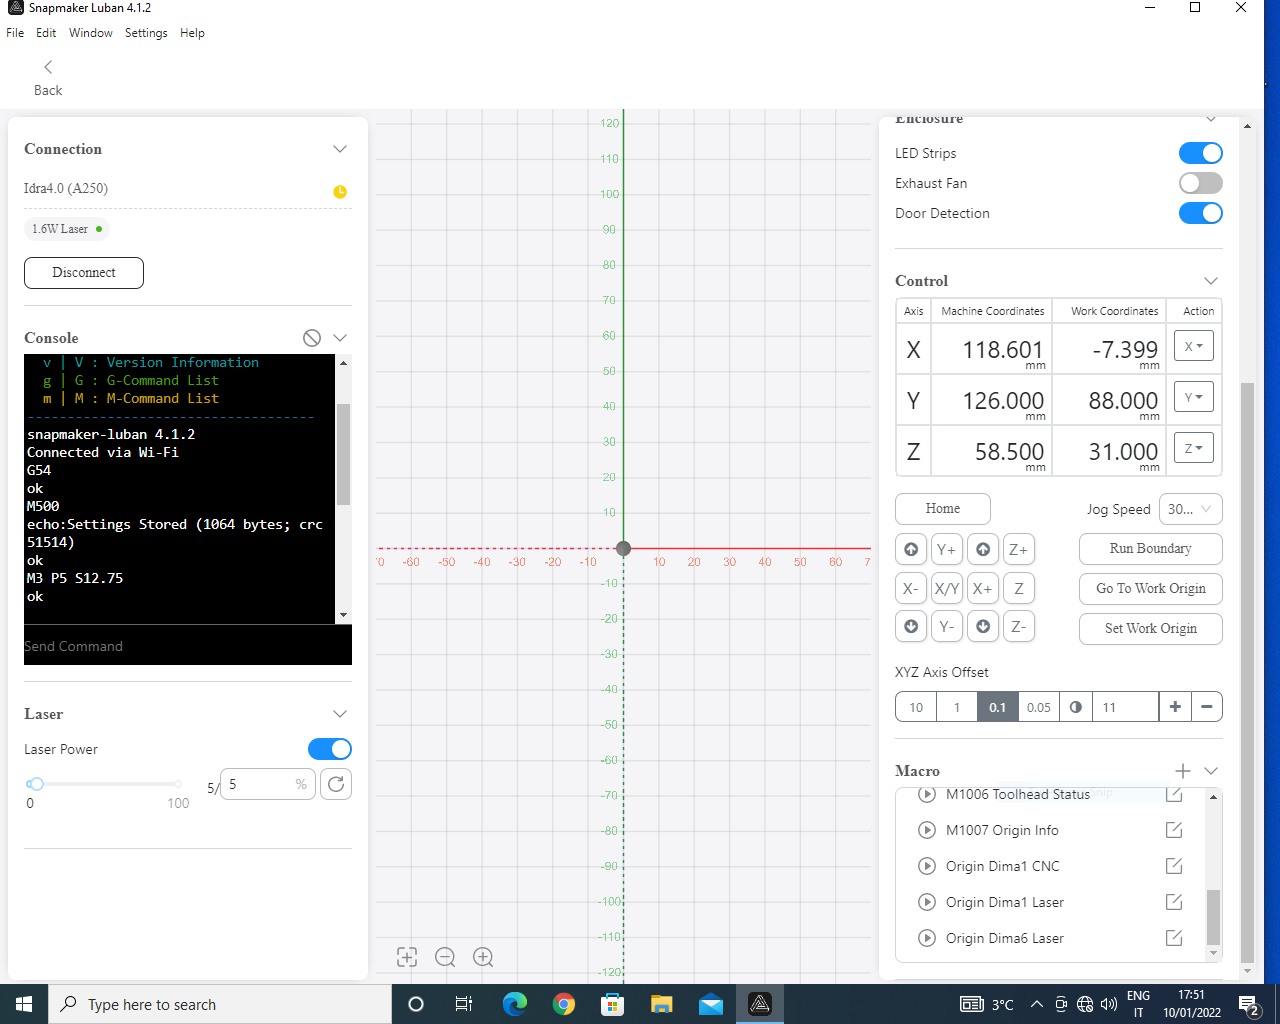 Snapmaker Luban 4.1.2
File Edit Window Settings Help
Back
Connection
Idra4.0 (A250)
1.6W Laser
Disconnect
Console
v | V : Version Information
g | G : G-Command List
m | M : M-Command List
------------------------------------
snapmaker-luban 4.1.2
Connected via Wi-Fi
G54
ok
M500
echo:Settings Stored (1064 bytes; crc
51514)
ok
M3 P5 S12.75
ok
Send Command
Laser
Laser Power
5/ 5 %
0 100
120
110
100
90
80
70
60
50
40
30
20
10
'0 -60 -50 -40 -30 -20 -10 10 20 30 40 50 60 7
-10
-20
-30
-40
-50
-60
-70
-80
-90
-100
-110
-120
Enclosure
LED Strips
Exhaust Fan
Door Detection
Control
Axis Machine Coordinates Work Coordinates Action
X 118.601 mm -7.399 mm X
Y 126.000 mm 88.000 mm Y
Z 58.500 mm 31.000 mm Z
Home Jog Speed 30...
Y+ Z+ Run Boundary
X- X/Y X+ Z Go To Work Origin
Y- Z- Set Work Origin
XYZ Axis Offset
10 1 0.1 0.05 11 + −
Macro
M1006 Toolhead Status
M1007 Origin Info
Origin Dima1 CNC
Origin Dima1 Laser
Origin Dima6 Laser
Type here to search
3°C
ENG
IT
17:51
10/01/2022
2